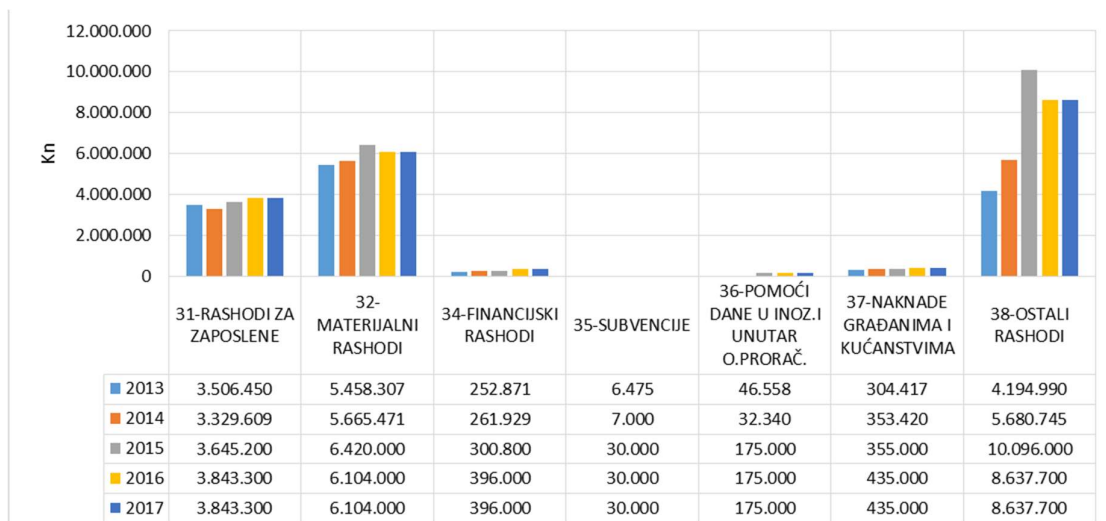 12.000.000
10.000.000
8.000.000
6.000.000
4.000.000
2.000.000
0
Kn
31-RASHODI ZA
ZAPOSLENE
32-
MATERIJALNI
RASHODI
34-FINANCIJSKI
RASHODI
35-SUBVENCIJE
36-POMOĆI
DANE U INOZ.I
UNUTAR
O.PRORAČ.
37-NAKNADE
GRAĐANIMA I
KUĆANSTVIMA
38-OSTALI
RASHODI
2013 3.506.450 5.458.307 252.871 6.475 46.558 304.417 4.194.990
2014 3.329.609 5.665.471 261.929 7.000 32.340 353.420 5.680.745
2015 3.645.200 6.420.000 300.800 30.000 175.000 355.000 10.096.000
2016 3.843.300 6.104.000 396.000 30.000 175.000 435.000 8.637.700
2017 3.843.300 6.104.000 396.000 30.000 175.000 435.000 8.637.700